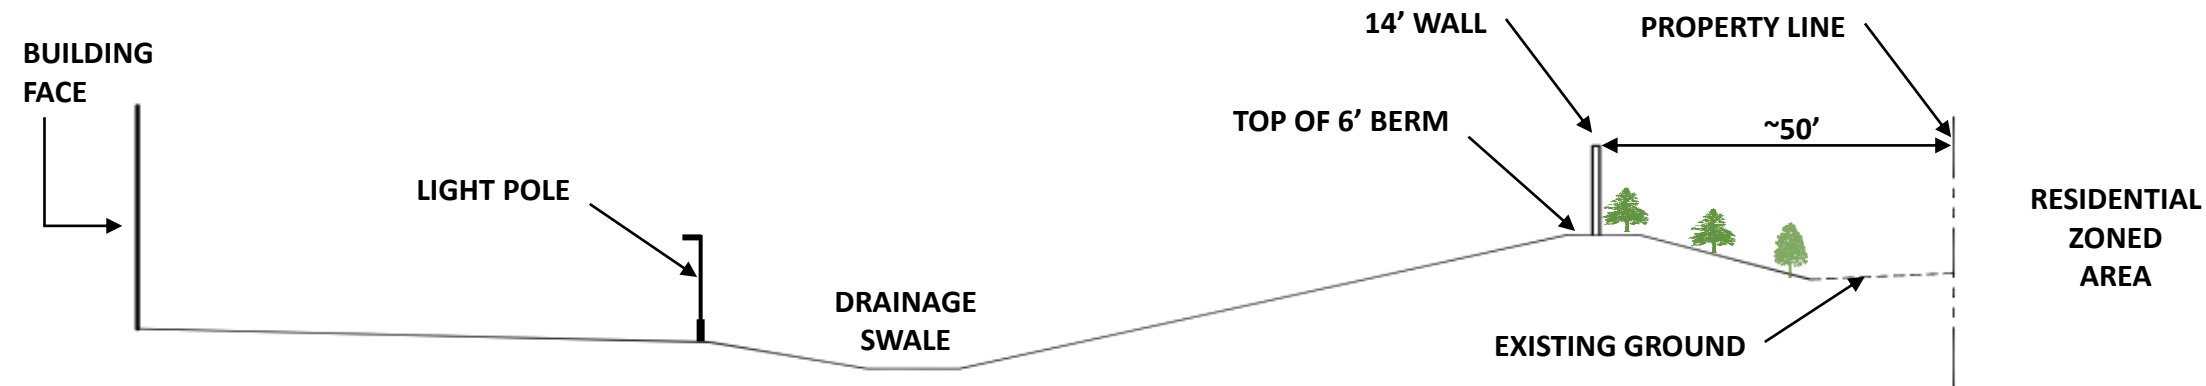 BUILDING
FACE
LIGHT POLE
DRAINAGE
SWALE
TOP OF 6’ BERM
14’ WALL
PROPERTY LINE
~50’
EXISTING GROUND
RESIDENTIAL
ZONED
AREA